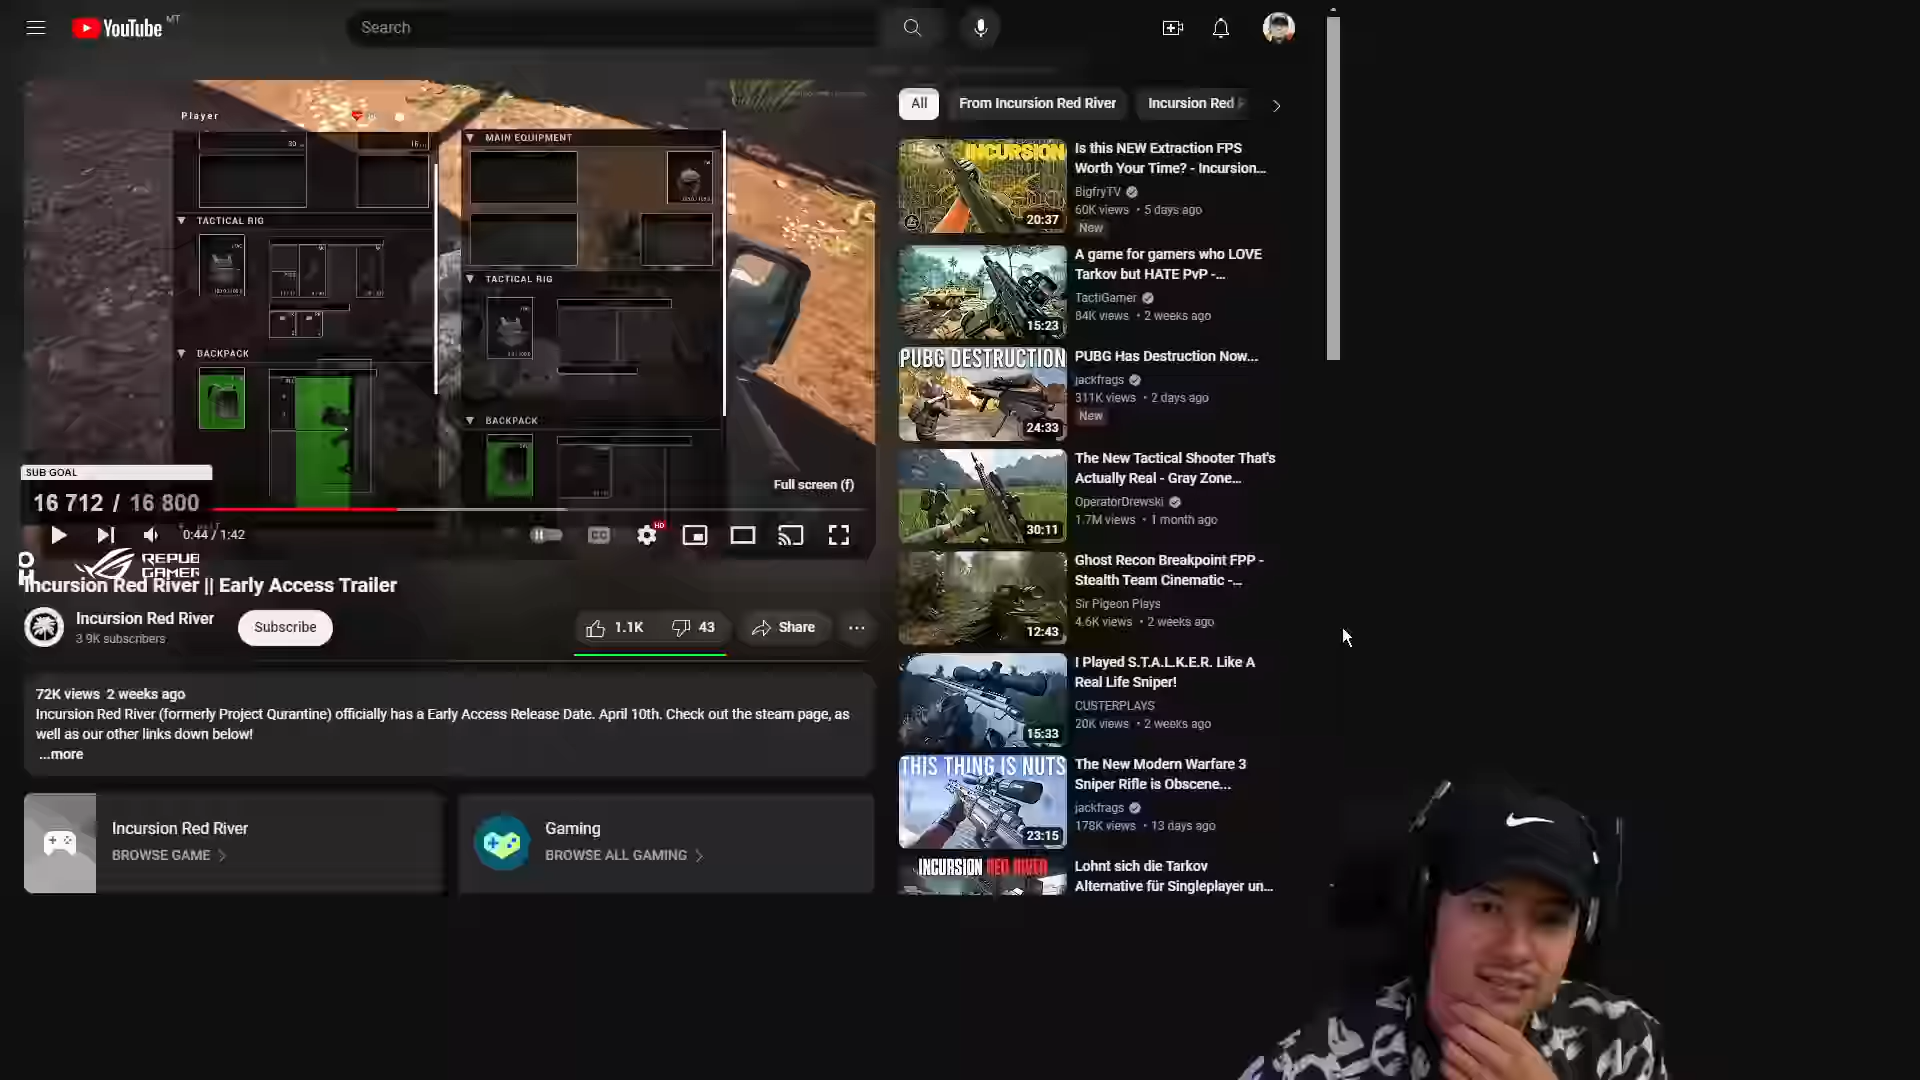 YouTube
MT
Search
Player
MAIN EQUIPMENT
TACTICAL RIG
TACTICAL RIG
BACKPACK
BACKPACK
SUB GOAL
16 712 / 16 800
Full screen (f)
0:44 / 1:42
CC
HD
REPUB
GAMER
Incursion Red River || Early Access Trailer
Incursion Red River
3.9K subscribers
Subscribe
1.1K
43
Share
72K views 2 weeks ago
Incursion Red River (formerly Project Qurantine) officially has a Early Access Release Date. April 10th. Check out the steam page, as
well as our other links down below!
...more
Incursion Red River
BROWSE GAME
Gaming
BROWSE ALL GAMING
All
From Incursion Red River
Incursion Red
INCURSION
20:37
Is this NEW Extraction FPS
Worth Your Time? - Incursion...
BigfryTV
60K views • 5 days ago
New
15:23
A game for gamers who LOVE
Tarkov but HATE PvP -...
TactiGamer
84K views • 2 weeks ago
PUBG DESTRUCTION
24:33
PUBG Has Destruction Now...
jackfrags
311K views • 2 days ago
New
30:11
The New Tactical Shooter That's
Actually Real - Gray Zone...
OperatorDrewski
1.7M views • 1 month ago
12:43
Ghost Recon Breakpoint FPP -
Stealth Team Cinematic -...
Sir Pigeon Plays
4.6K views • 2 weeks ago
15:33
I Played S.T.A.L.K.E.R. Like A
Real Life Sniper!
CUSTERPLAYS
20K views • 2 weeks ago
THIS THING IS NUTS
23:15
The New Modern Warfare 3
Sniper Rifle is Obscene...
jackfrags
178K views • 13 days ago
INCURSION RED RIVER
Lohnt sich die Tarkov
Alternative für Singleplayer un...